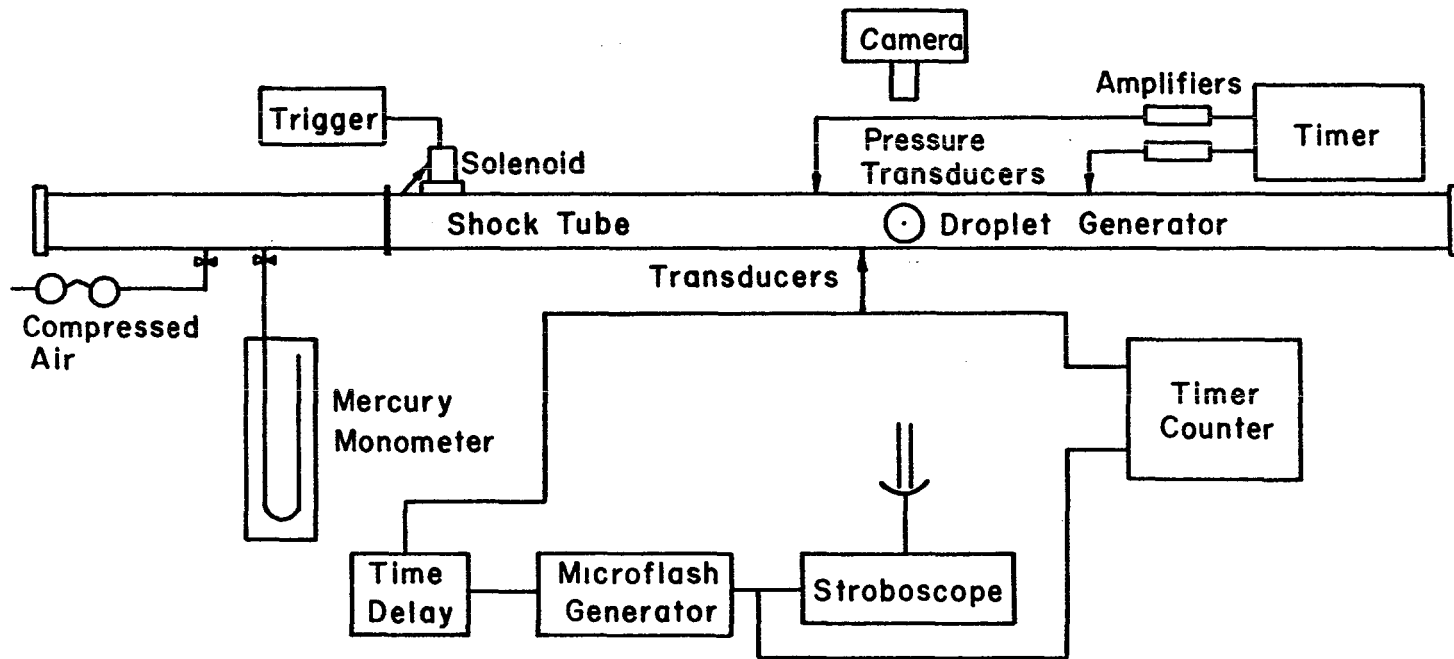 Camera
Amplifiers
Trigger
Timer
Pressure
Transducers
Solenoid
Shock Tube
Droplet Generator
Transducers
Compressed
Air
Mercury
Monometer
Timer
Counter
Time
Delay
Microflash
Generator
Stroboscope